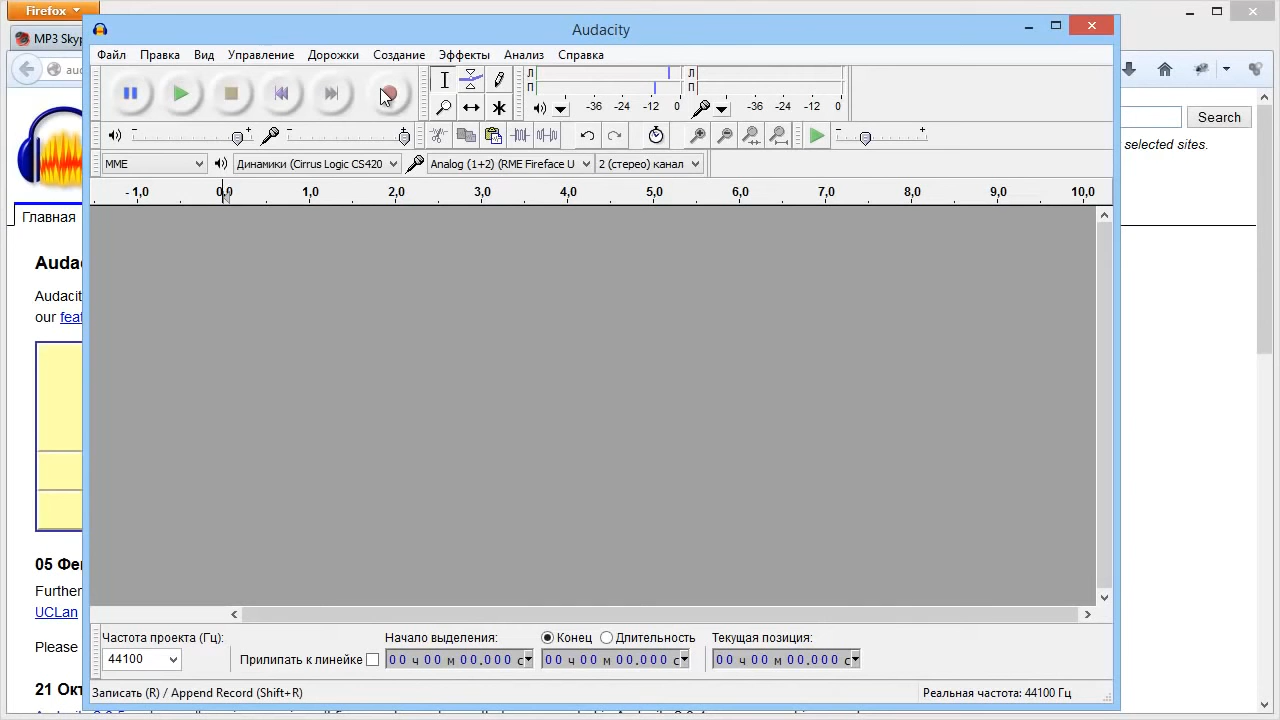 Firefox
Audacity
MP3 Skyp
Файл Правка Вид Управление Дорожки Создание Эффекты Анализ Справка
Л Л
П П
-36 -24 -12 0 -36 -24 -12 0
Search
selected sites.
MME Динамики (Cirrus Logic CS420 Analog (1+2) (RME Fireface U 2 (стерео) канал
- 1,0 0,0 1,0 2,0 3,0 4,0 5,0 6,0 7,0 8,0 9,0 10,0
Главная
Audac
Audacit
our feat
05 Фев
Further
UCLan
Please
21 Окт
Частота проекта (Гц): Начало выделения: Конец Длительность Текущая позиция:
44100 Прилипать к линейке 00 ч 00 м 00.000 с 00 ч 00 м 00.000 с 00 ч 00 м 00.000 с
Записать (R) / Append Record (Shift+R) Реальная частота: 44100 Гц